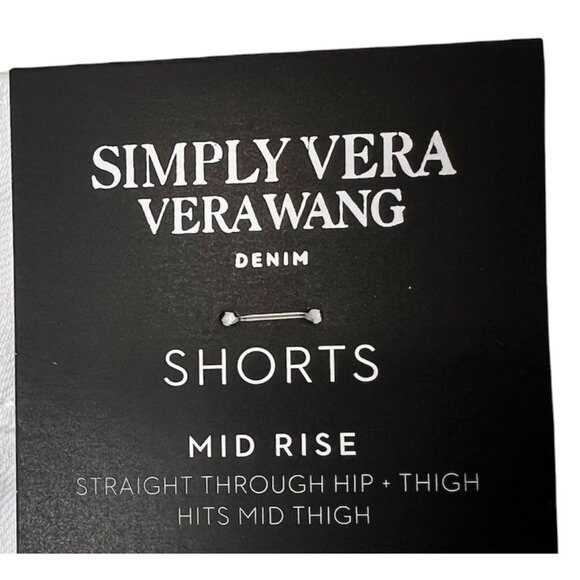 SIMPLY VERA
VERA WANG
DENIM
SHORTS
MID RISE
STRAIGHT THROUGH HIP + THIGH
HITS MID THIGH